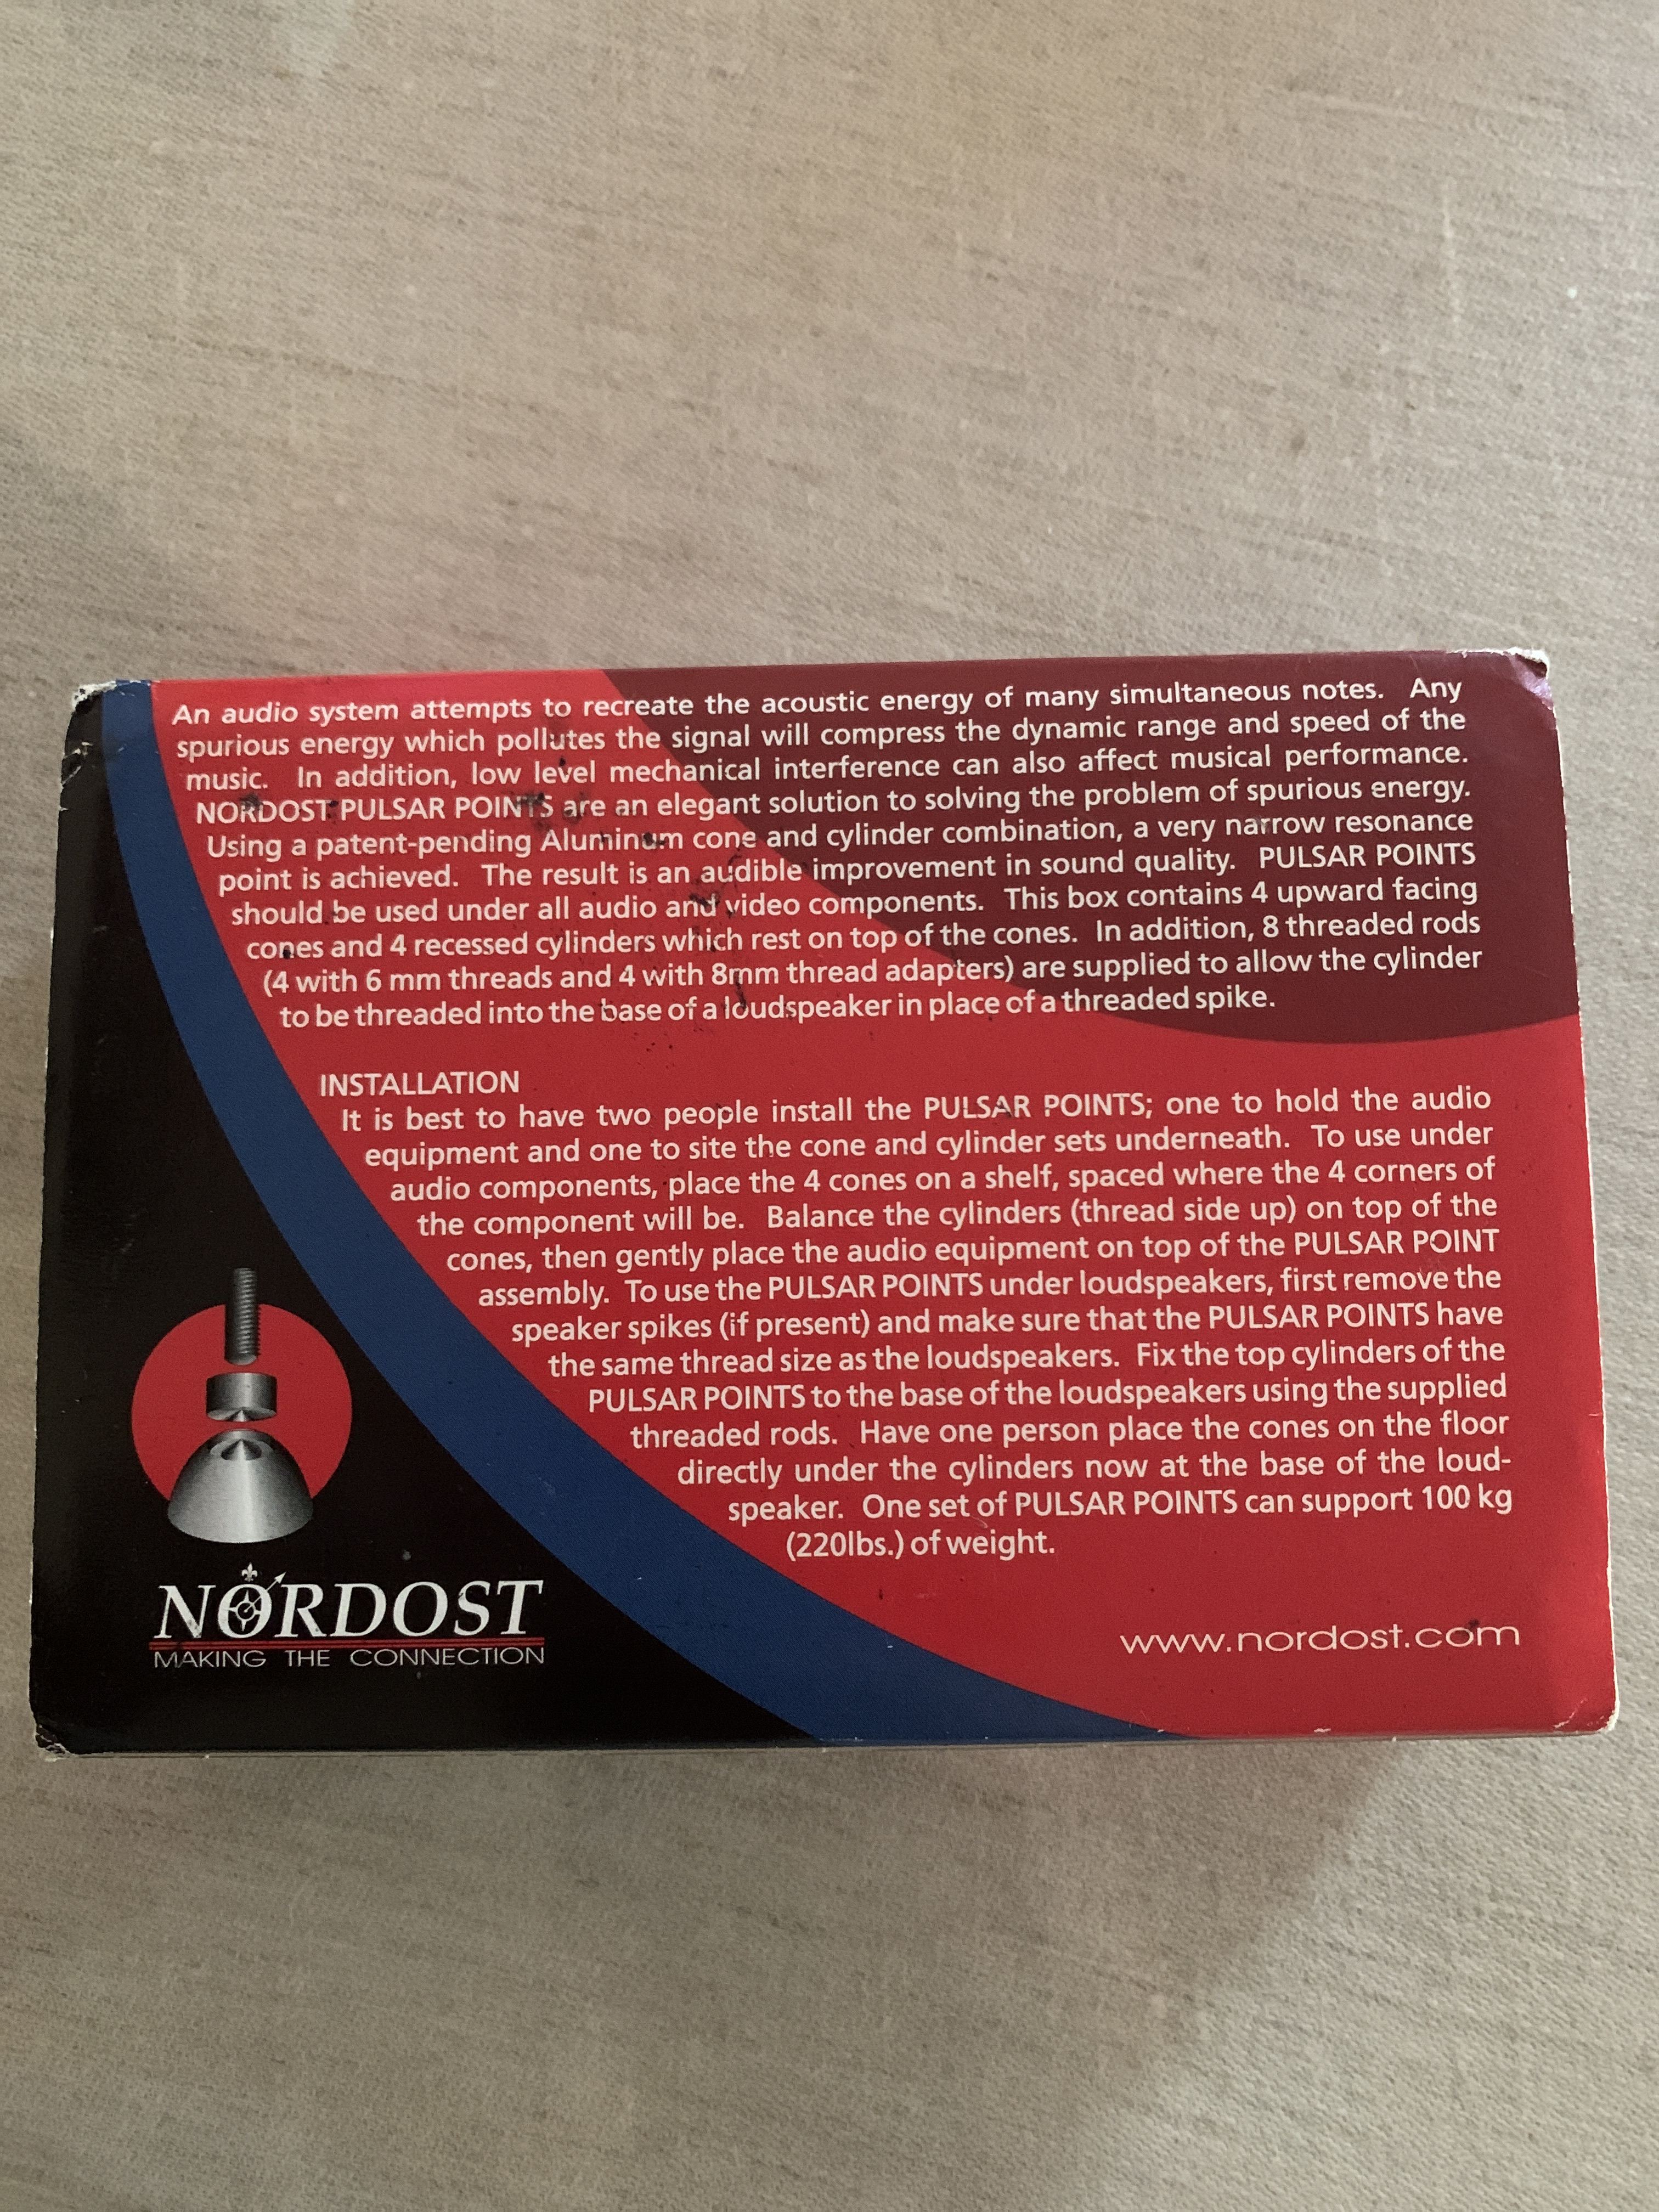 An audio system attempts to recreate the acoustic energy of many simultaneous notes. Any
spurious energy which pollutes the signal will compress the dynamic range and speed of the
music. In addition, low level mechanical interference can also affect musical performance.
NORDOST PULSAR POINTS are an elegant solution to solving the problem of spurious energy.
Using a patent-pending Aluminum cone and cylinder combination, a very narrow resonance
point is achieved. The result is an audible improvement in sound quality. PULSAR POINTS
should be used under all audio and video components. This box contains 4 upward facing
cones and 4 recessed cylinders which rest on top of the cones. In addition, 8 threaded rods
(4 with 6 mm threads and 4 with 8mm thread adapters) are supplied to allow the cylinder
to be threaded into the base of a loudspeaker in place of a threaded spike.
INSTALLATION
It is best to have two people install the PULSAR POINTS; one to hold the audio
equipment and one to site the cone and cylinder sets underneath. To use under
audio components, place the 4 cones on a shelf, spaced where the 4 corners of
the component will be. Balance the cylinders (thread side up) on top of the
cones, then gently place the audio equipment on top of the PULSAR POINT
assembly. To use the PULSAR POINTS under loudspeakers, first remove the
speaker spikes (if present) and make sure that the PULSAR POINTS have
the same thread size as the loudspeakers. Fix the top cylinders of the
PULSAR POINTS to the base of the loudspeakers using the supplied
threaded rods. Have one person place the cones on the floor
directly under the cylinders now at the base of the loud-
speaker. One set of PULSAR POINTS can support 100 kg
(220lbs.) of weight.
NORDOST
MAKING THE CONNECTION
www.nordost.com